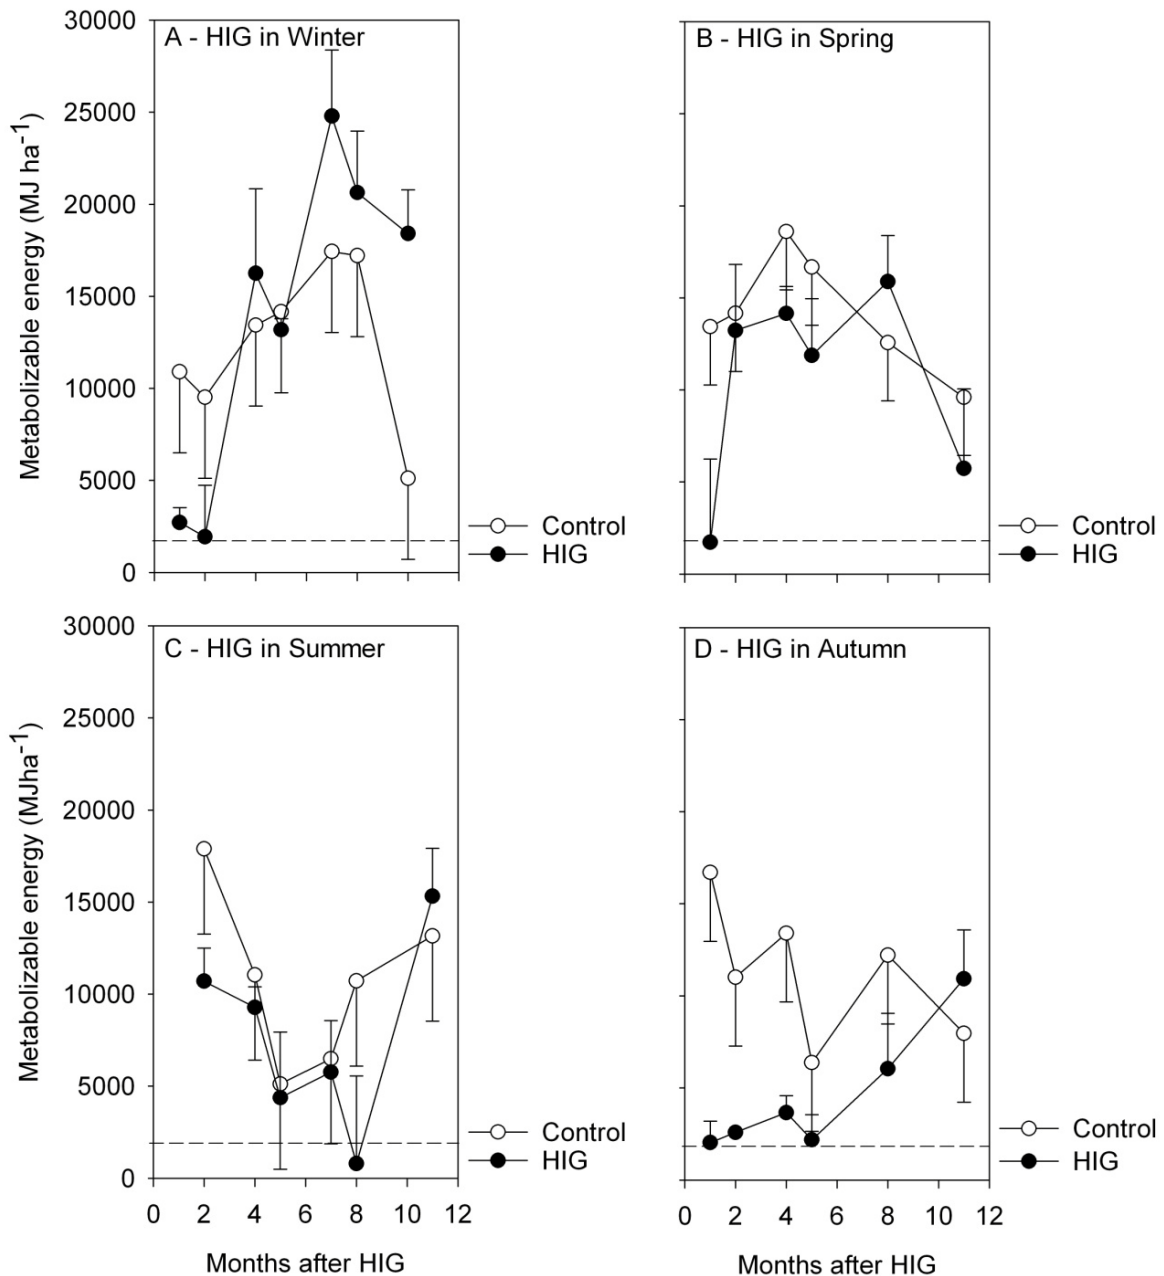 A - HIG in Winter
B - HIG in Spring
Metabolizable energy (MJ ha-1)
30000
25000
20000
15000
10000
5000
0
Control
HIG
Control
HIG
C - HIG in Summer
D - HIG in Autumn
Metabolizable energy (MJha-1)
30000
25000
20000
15000
10000
5000
0
Control
HIG
Control
HIG
0 2 4 6 8 10 12
0 2 4 6 8 10 12
Months after HIG
Months after HIG